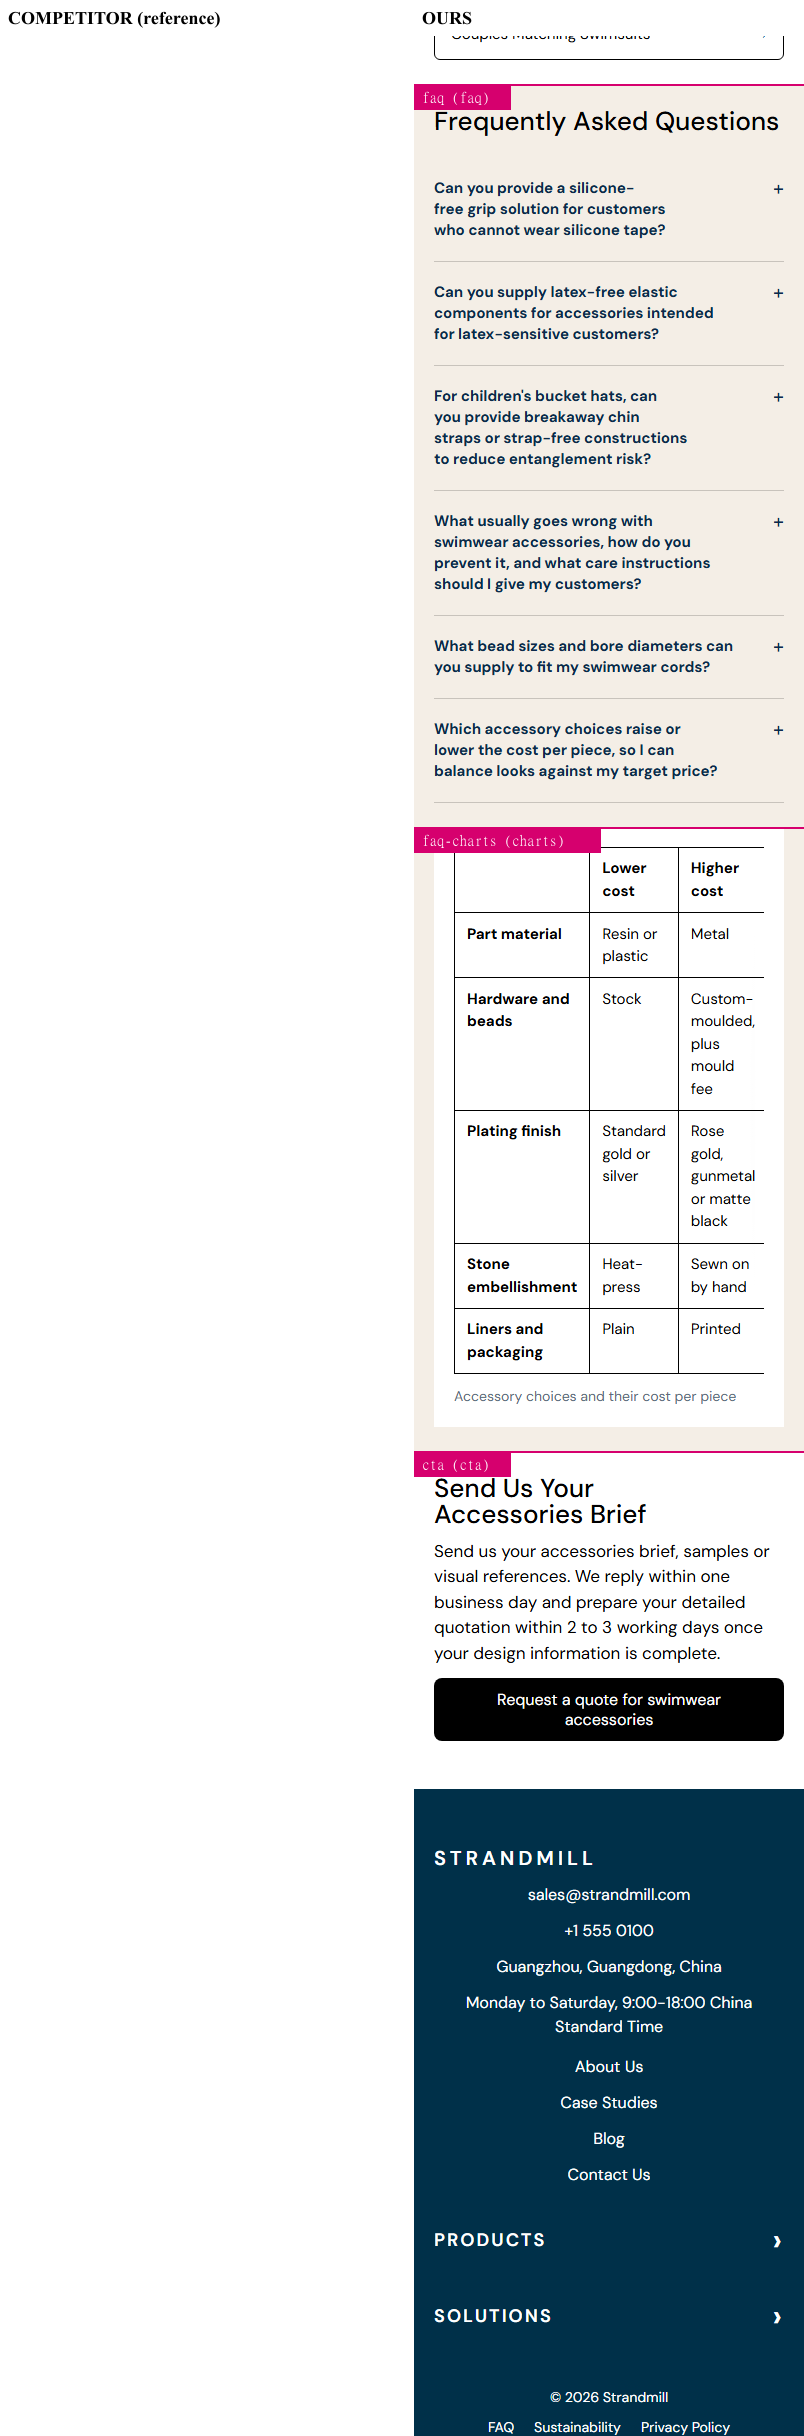 COMPETITOR (reference)
OURS
Couples Matching Swimsuits
faq (faq)
Frequently Asked Questions
Can you provide a silicone-
free grip solution for customers
who cannot wear silicone tape?
+
Can you supply latex-free elastic
components for accessories intended
for latex-sensitive customers?
+
For children's bucket hats, can
you provide breakaway chin
straps or strap-free constructions
to reduce entanglement risk?
+
What usually goes wrong with
swimwear accessories, how do you
prevent it, and what care instructions
should I give my customers?
+
What bead sizes and bore diameters can
you supply to fit my swimwear cords?
+
Which accessory choices raise or
lower the cost per piece, so I can
balance looks against my target price?
+
faq-charts (charts)
Lower
cost
Higher
cost
Part material
Resin or
plastic
Metal
Hardware and
beads
Stock
Custom-
moulded,
plus
mould
fee
Plating finish
Standard
gold or
silver
Rose
gold,
gunmetal
or matte
black
Stone
embellishment
Heat-
press
Sewn on
by hand
Liners and
packaging
Plain
Printed
Accessory choices and their cost per piece
cta (cta)
Send Us Your
Accessories Brief
Send us your accessories brief, samples or
visual references. We reply within one
business day and prepare your detailed
quotation within 2 to 3 working days once
your design information is complete.
Request a quote for swimwear
accessories
STRANDMILL
sales@strandmill.com
+1 555 0100
Guangzhou, Guangdong, China
Monday to Saturday, 9:00-18:00 China
Standard Time
About Us
Case Studies
Blog
Contact Us
PRODUCTS
SOLUTIONS
© 2026 Strandmill
FAQ Sustainability Privacy Policy